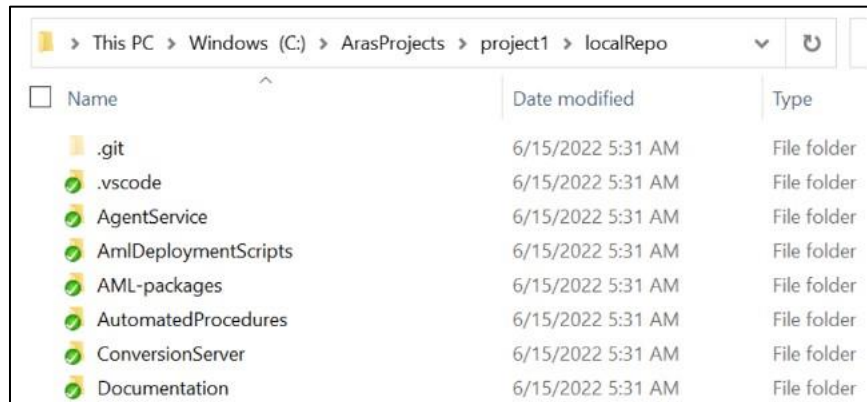 This PC > Windows (C:) > ArasProjects > project1 > localRepo
Name Date modified Type
.git 6/15/2022 5:31 AM File folder
.vscode 6/15/2022 5:31 AM File folder
AgentService 6/15/2022 5:31 AM File folder
AmlDeploymentScripts 6/15/2022 5:31 AM File folder
AML-packages 6/15/2022 5:31 AM File folder
AutomatedProcedures 6/15/2022 5:31 AM File folder
ConversionServer 6/15/2022 5:31 AM File folder
Documentation 6/15/2022 5:31 AM File folder